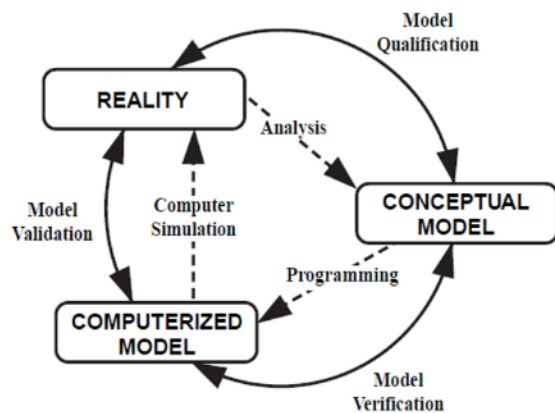 Model
Qualification
REALITY
Analysis
Model
Validation
Computer
Simulation
CONCEPTUAL
MODEL
Programming
COMPUTERIZED
MODEL
Model
Verification